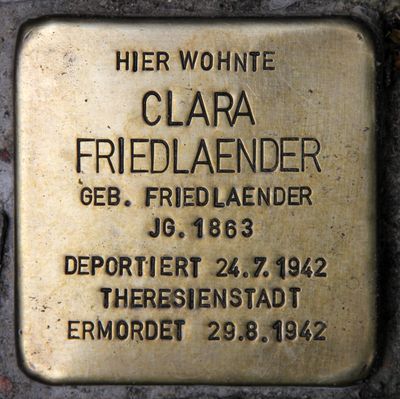 HIER WOHNTE
CLARA
FRIEDLAENDER
GEB. FRIEDLAENDER
JG. 1863
DEPORTIERT 24.7.1942
THERESIENSTADT
ERMORDET 29.8.1942